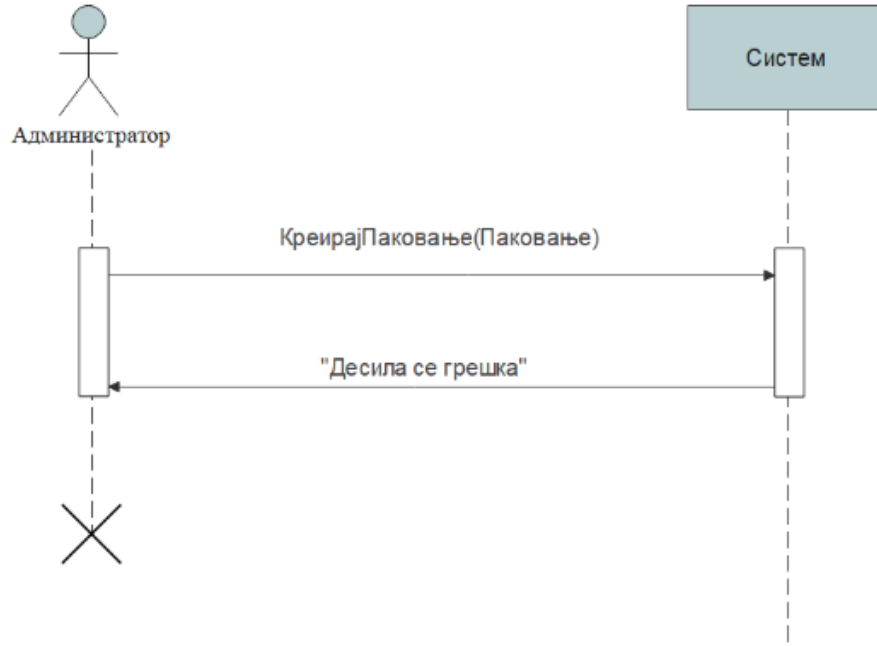 Систем
Администратор
КреирајПаковање(Паковање)
"Десила се грешка"